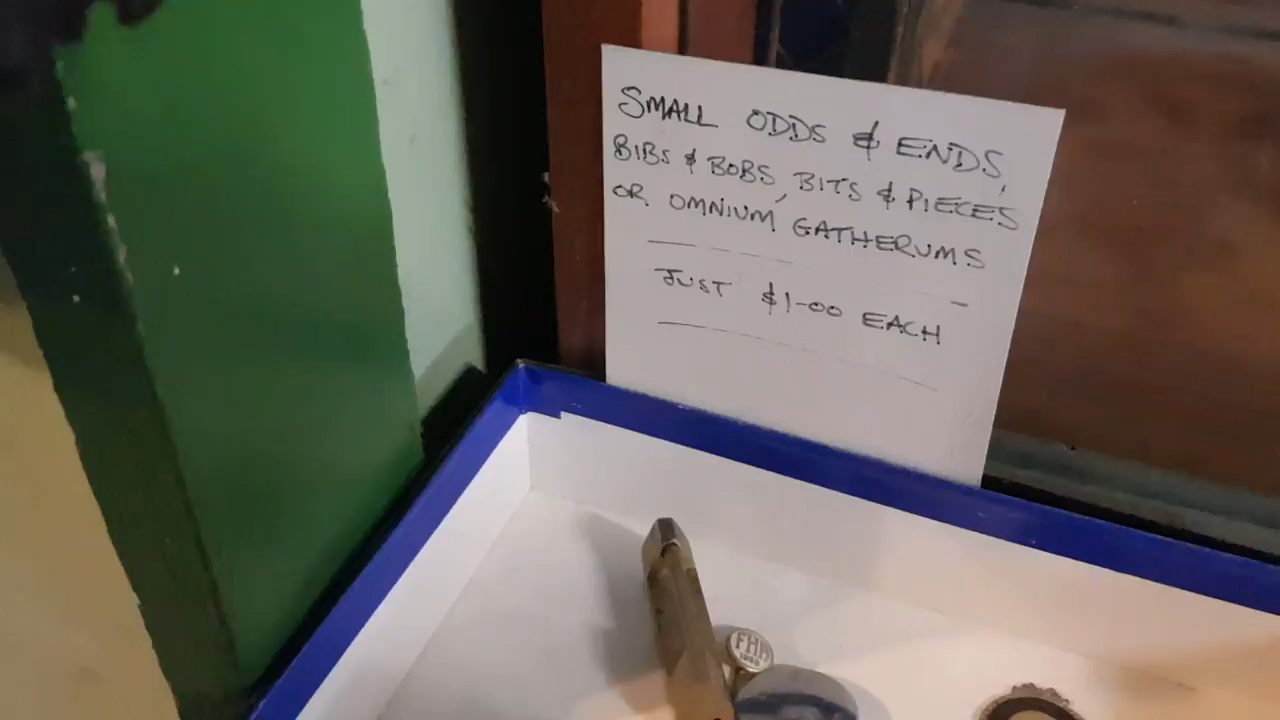 SMALL ODDS & ENDS,
BIBS & BOBS, BITS & PIECES
OR OMNIUM GATHERUMS
JUST $1-00 EACH